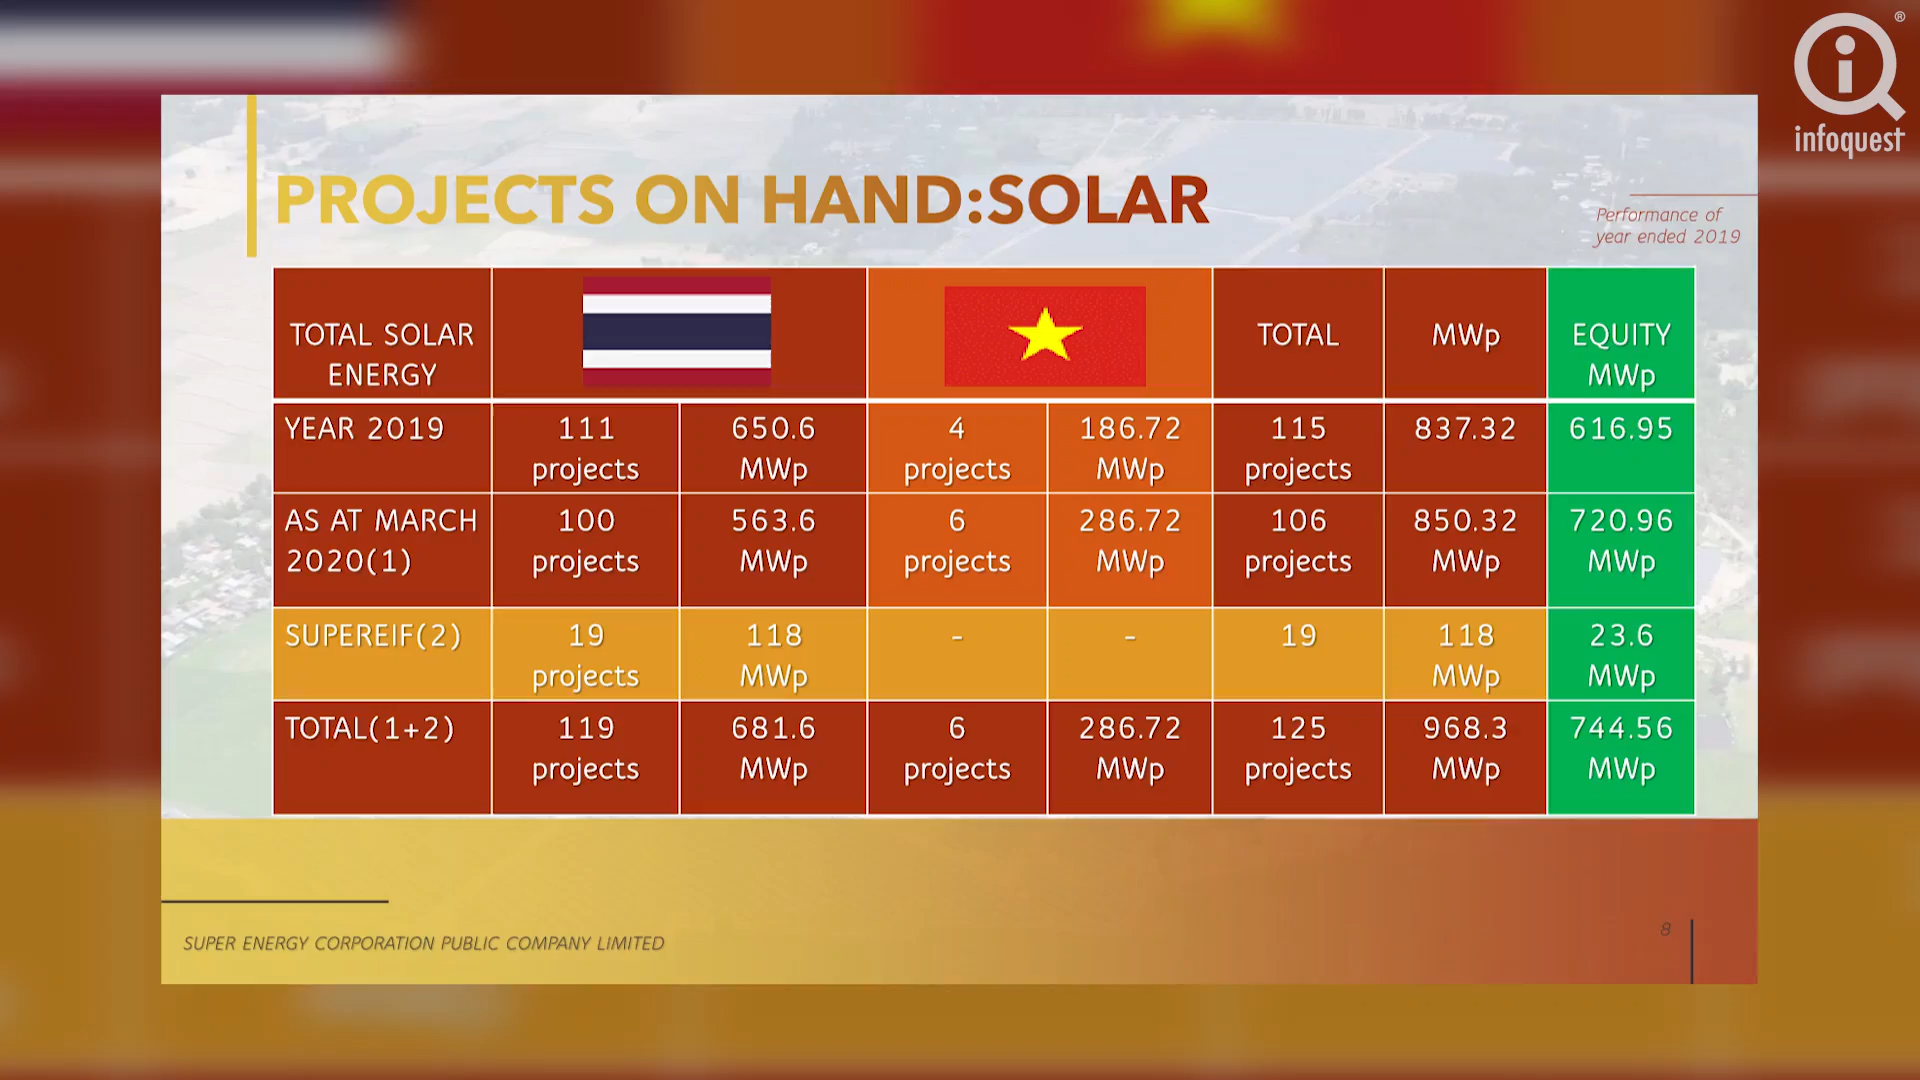 infoquest
®
PROJECTS ON HAND:SOLAR
Performance of
year ended 2019
TOTAL SOLAR
ENERGY
TOTAL
MWp
EQUITY
MWp
YEAR 2019
111
projects
650.6
MWp
4
projects
186.72
MWp
115
projects
837.32
616.95
AS AT MARCH
2020(1)
100
projects
563.6
MWp
6
projects
286.72
MWp
106
projects
850.32
MWp
720.96
MWp
SUPEREIF(2)
19
projects
118
MWp
-
-
19
118
MWp
23.6
MWp
TOTAL(1+2)
119
projects
681.6
MWp
6
projects
286.72
MWp
125
projects
968.3
MWp
744.56
MWp
SUPER ENERGY CORPORATION PUBLIC COMPANY LIMITED
8